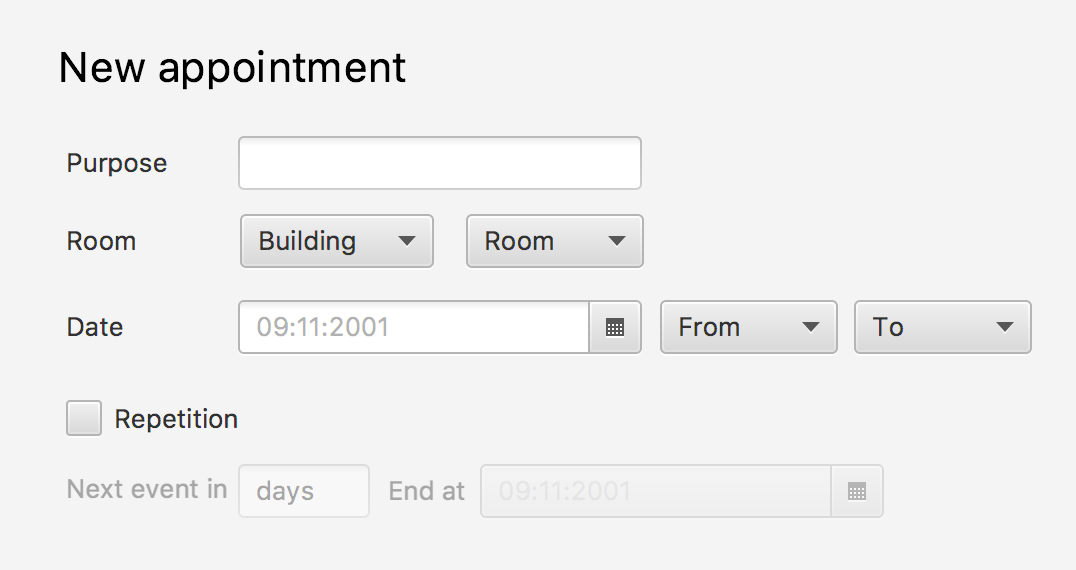 New appointment
Purpose
Room Building Room
Date 09:11:2001 From To
Repetition
Next event in days End at 09:11:2001